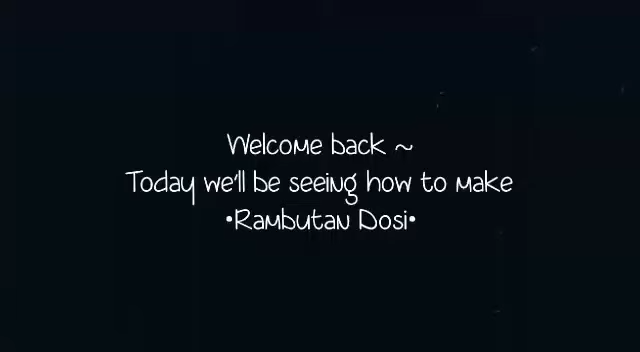 Welcome back ~
Today we'll be seeing how to make
•Rambutan Dosi•